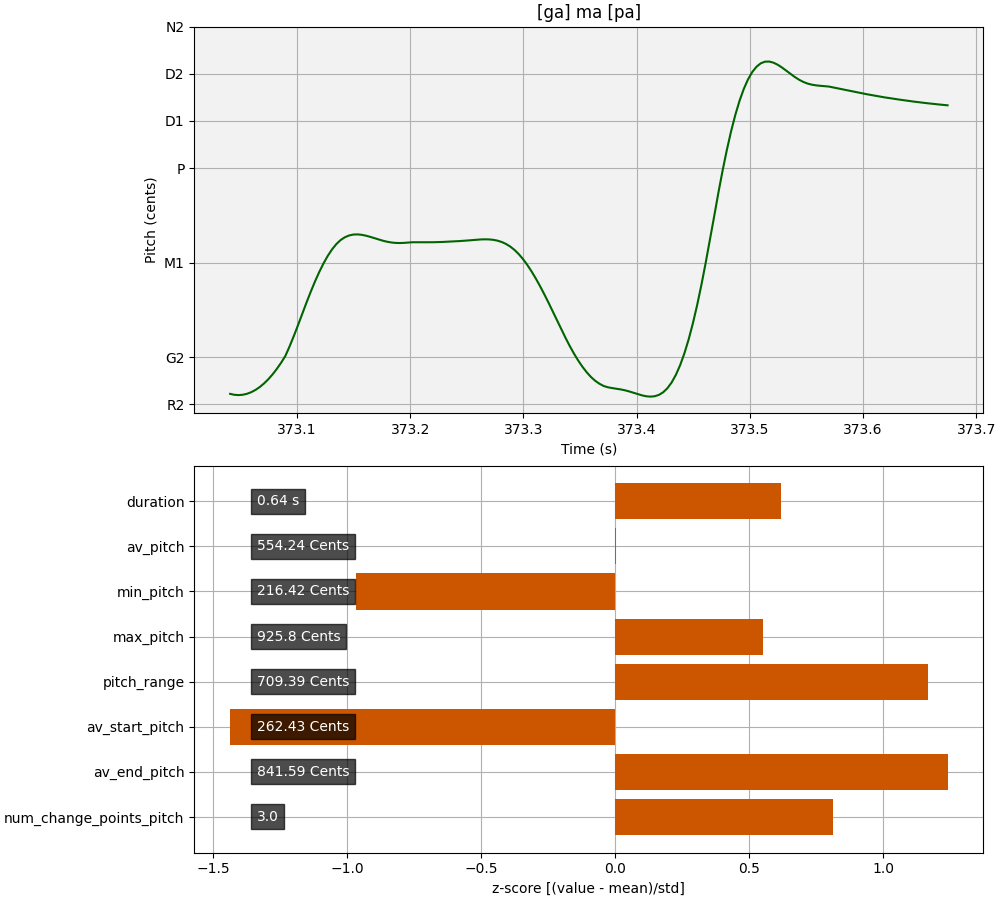 [ga] ma [pa]
N2
D2
D1
P
M1
G2
R2
Pitch (cents)
373.1 373.2 373.3 373.4 373.5 373.6 373.7
Time (s)
duration 0.64 s
av_pitch 554.24 Cents
min_pitch 216.42 Cents
max_pitch 925.8 Cents
pitch_range 709.39 Cents
av_start_pitch 262.43 Cents
av_end_pitch 841.59 Cents
num_change_points_pitch 3.0
−1.5 −1.0 −0.5 0.0 0.5 1.0
z-score [(value - mean)/std]